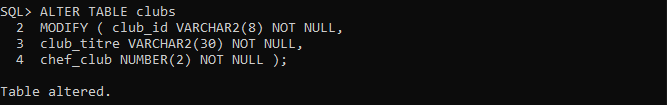 SQL> ALTER TABLE clubs
  2  MODIFY ( club_id VARCHAR2(8) NOT NULL,
  3  club_titre VARCHAR2(30) NOT NULL,
  4  chef_club NUMBER(2) NOT NULL );
Table altered.